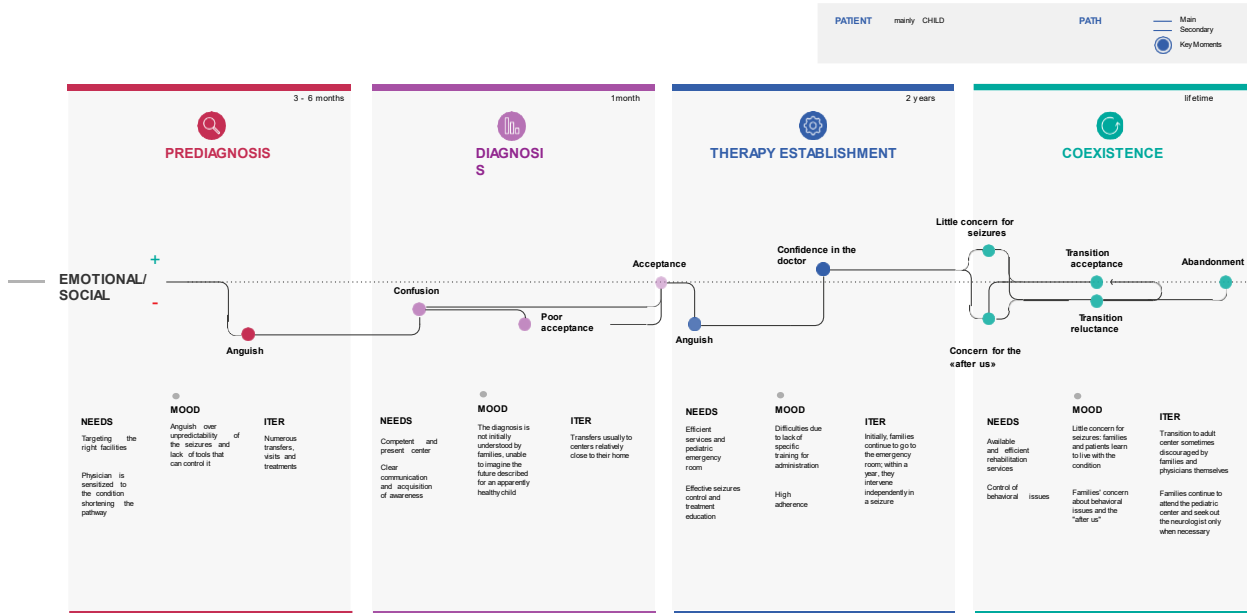 PATIENT mainly CHILD
PATH
Main
Secondary
Key Moments
3 - 6 months
PREDIAGNOSIS
1month
DIAGNOSI
S
2 years
THERAPY ESTABLISHMENT
lifetime
COEXISTENCE
EMOTIONAL/
SOCIAL
+
-
Anguish
Confusion
Poor
acceptance
Acceptance
Anguish
Confidence in the
doctor
Little concern for
seizures
Concern for the
«after us»
Transition
acceptance
Transition
reluctance
Abandonment
NEEDS
Targeting the
right facilities
Physician is
sensitized to
the condition
shortening the
pathway
MOOD
Anguish over
unpredictability of
the seizures and
lack of tools that
can control it
ITER
Numerous
transfers,
visits and
treatments
NEEDS
Competent and
present center
Clear
communication
and acquisition
of awareness
MOOD
The diagnosis is
not initially
understood by
families, unable
to imagine the
future described
for an apparently
healthy child
ITER
Transfers usually to
centers relatively
close to their home
NEEDS
Efficient
services and
pediatric
emergency
room
Effective seizures
control and
treatment
education
MOOD
Difficulties due
to lack of
specific
training for
administration
High
adherence
ITER
Initially, families
continue to go to
the emergency
room; within a
year, they
intervene
independently in
a seizure
NEEDS
Available
and efficient
rehabilitation
services
Control of
behavioral issues
MOOD
Little concern for
seizures: families
and patients learn
to live with the
condition
Families' concern
about behavioral
issues and the
"after us"
ITER
Transition to adult
center sometimes
discouraged by
families and
physicians themselves
Families continue to
attend the pediatric
center and seek out
the neurologist only
when necessary